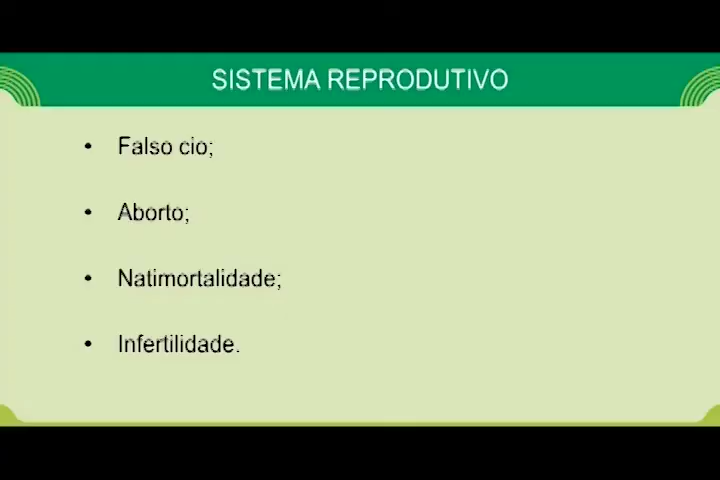 SISTEMA REPRODUTIVO
• Falso cio;
• Aborto;
• Natimortalidade;
• Infertilidade.